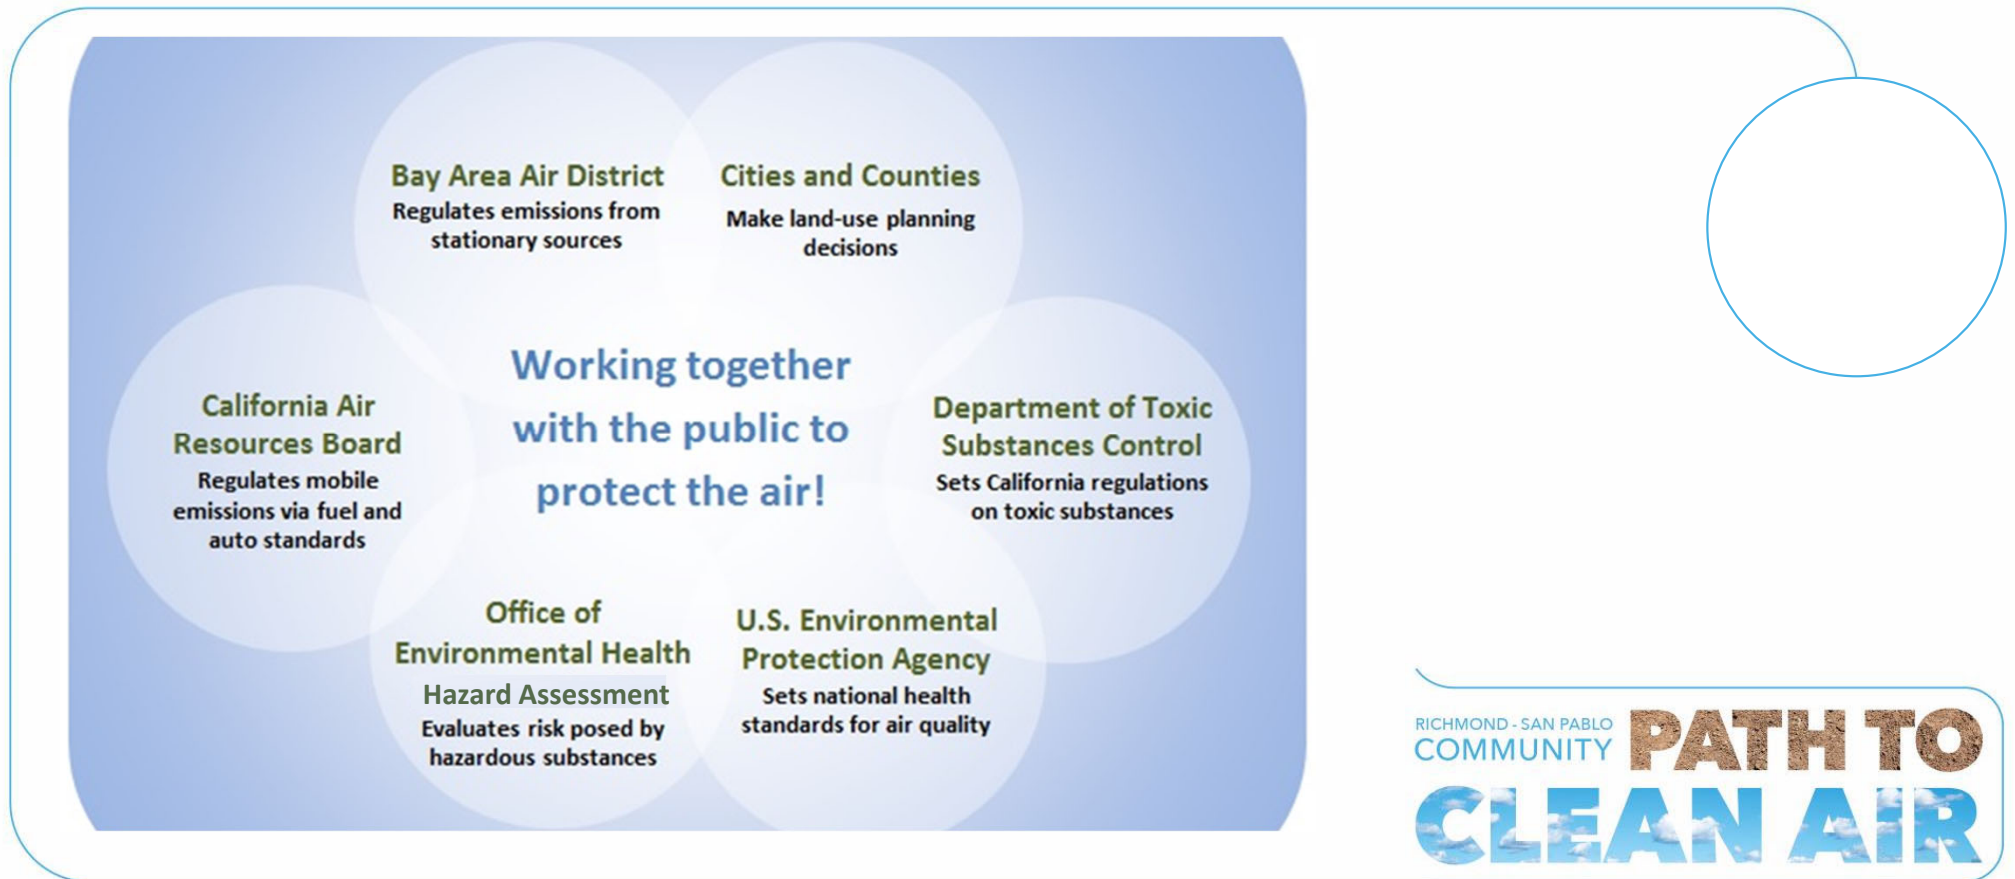 Bay Area Air District
Regulates emissions from
stationary sources
Cities and Counties
Make land-use planning
decisions
Working together
with the public to
protect the air!
California Air
Resources Board
Regulates mobile
emissions via fuel and
auto standards
Department of Toxic
Substances Control
Sets California regulations
on toxic substances
Office of
Environmental Health
Hazard Assessment
Evaluates risk posed by
hazardous substances
U.S. Environmental
Protection Agency
Sets national health
standards for air quality
RICHMOND - SAN PABLO
COMMUNITY PATH TO
CLEAN AIR